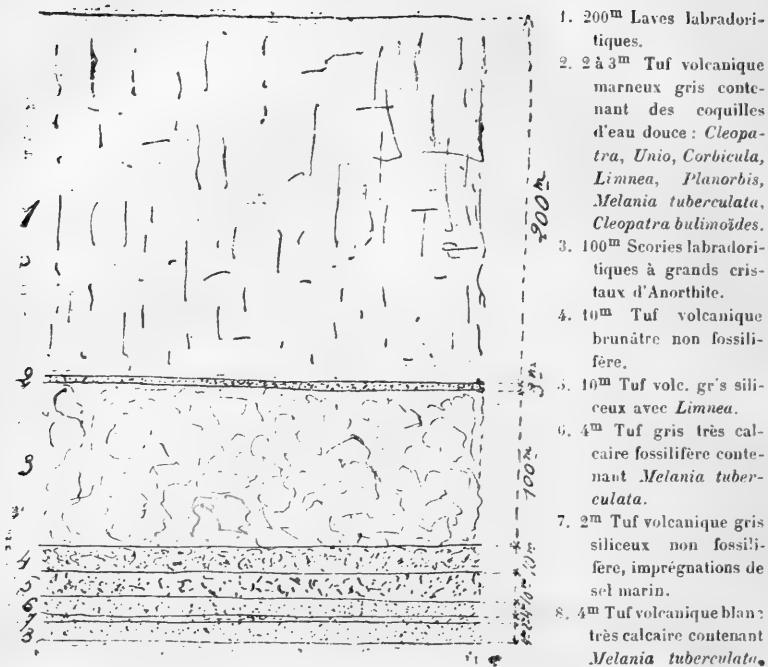 1. 200m Laves labradori-
tiques.
2. 2 à 3m Tuf volcanique
marneux gris conte-
nant des coquilles
d'eau douce : Cleopa-
tra, Unio, Corbicula,
Limnea, Planorbis,
Melania tuberculata,
Cleopatra bulimoïdes.
3. 100m Scories labradori-
tiques à grands cris-
taux d'Anorthite.
4. 10m Tuf volcanique
brunâtre non fossili-
fère.
5. 10m Tuf volc. gris sili-
ceux avec Limnea.
6. 4m Tuf gris très cal-
caire fossilifère conte-
nant Melania tuber-
culata.
7. 2m Tuf volcanique gris
siliceux non fossili-
fère, imprégnations de
sel marin.
8. 4m Tuf volcanique blanc
très calcaire contenant
Melania tuberculata.
1
2
3
4
5
6
7
8
200m
3m
100m
10m